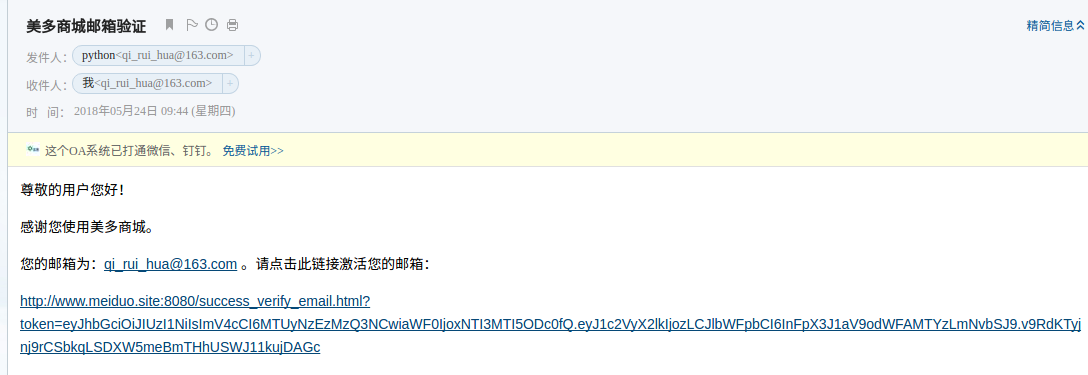 美多商城邮箱验证
精简信息
发件人： python<qi_rui_hua@163.com> +
收件人： 我<qi_rui_hua@163.com> +
时 间： 2018年05月24日 09:44 (星期四)
这个OA系统已打通微信、钉钉。 免费试用>>
尊敬的用户您好！
感谢您使用美多商城。
您的邮箱为：qi_rui_hua@163.com 。请点击此链接激活您的邮箱：
http://www.meiduo.site:8080/success_verify_email.html?
token=eyJhbGciOiJIUzI1NiIsImV4cCI6MTUyNzEzMzQ3NCwiaWF0IjoxNTI3MTI5ODc0fQ.eyJ1c2VyX2lkIjozLCJlbWFpbCI6InFpX3J1aV9odWFAMTYzLmNvbSJ9.v9RdKTyj
nj9rCSbkqLSDXW5meBmTHhUSWJ11kujDAGc